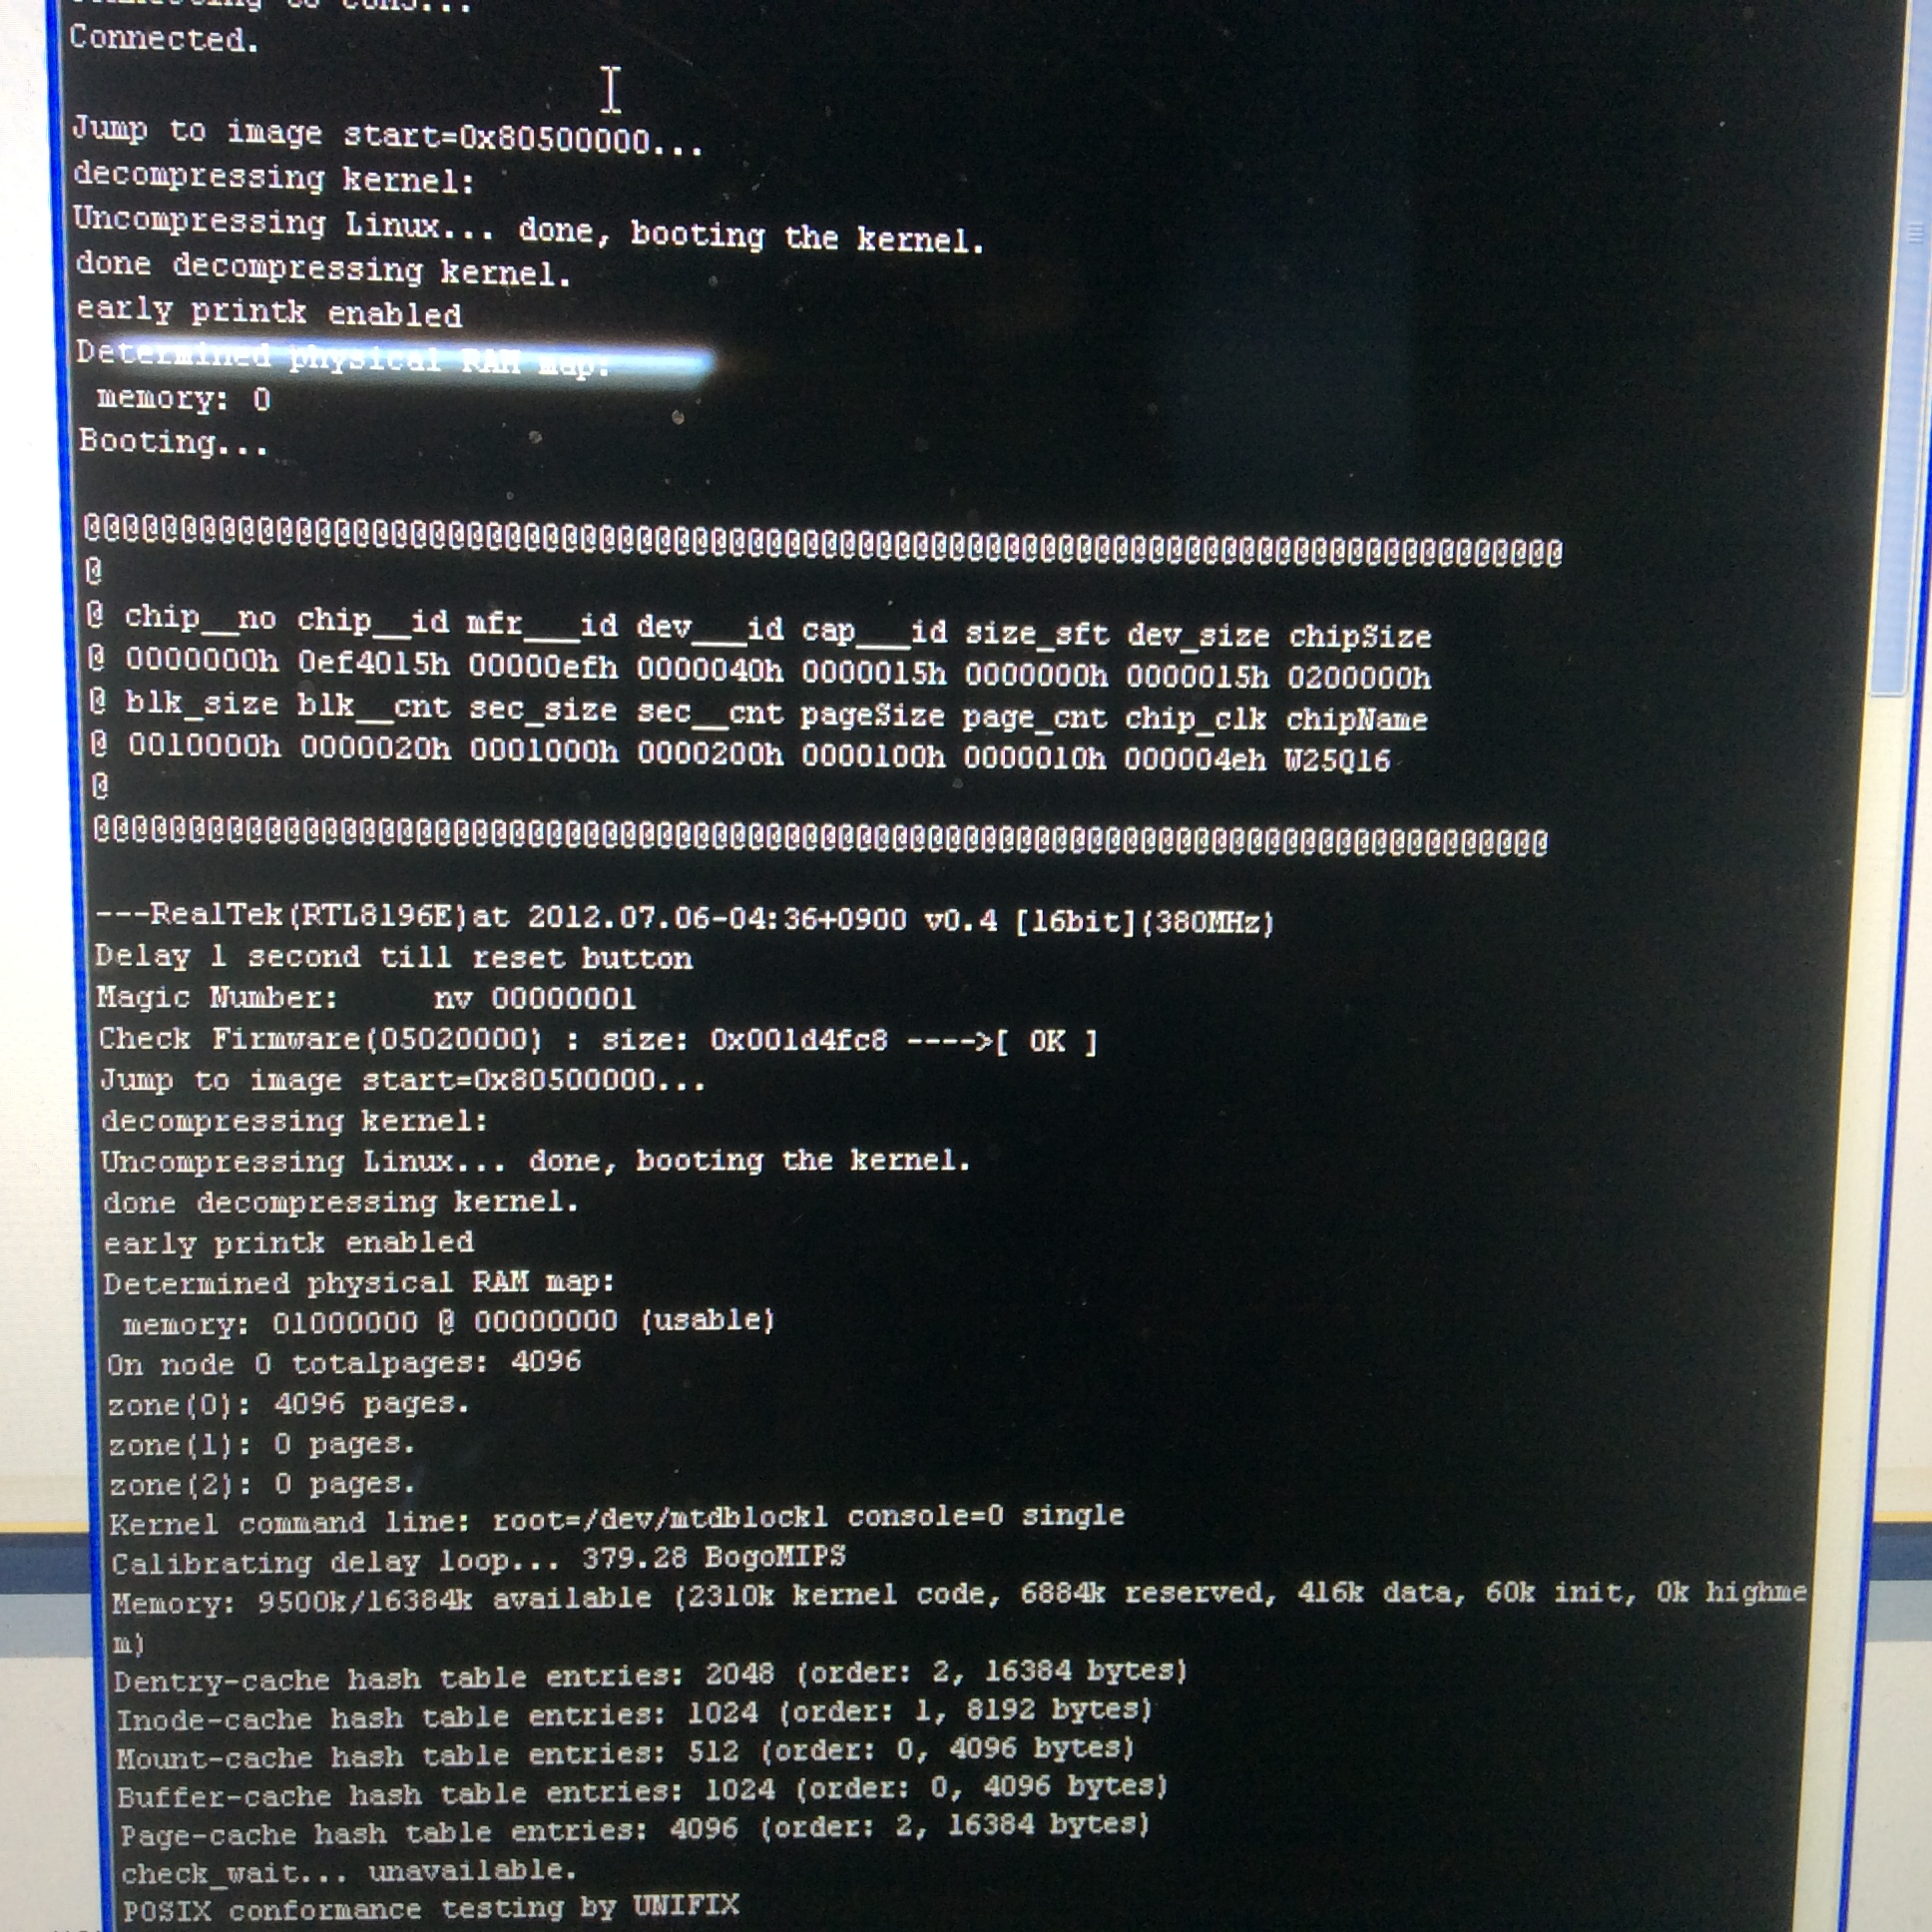 Connected.
Jump to image start=0x80500000...
decompressing kernel:
Uncompressing Linux... done, booting the kernel.
done decompressing kernel.
early printk enabled
Determined physical RAM map:
memory: 0
Booting...
@@@@@@@@@@@@@@@@@@@@@@@@@@@@@@@@@@@@@@@@@@@@@@@@@@@@@@@@@@@@@@@@@@@@@@@@@@@@@@
@
@ chip__no chip__id mfr___id dev___id cap___id size_sft dev_size chipSize
@ 0000000h 0ef4015h 00000efh 0000040h 0000015h 0000000h 0000015h 0200000h
@ blk_size blk__cnt sec_size sec__cnt pageSize page_cnt chip_clk chipName
@ 0010000h 0000020h 0001000h 0000200h 0000100h 0000010h 000004eh W25Q16
@
@@@@@@@@@@@@@@@@@@@@@@@@@@@@@@@@@@@@@@@@@@@@@@@@@@@@@@@@@@@@@@@@@@@@@@@@@@@@@@
---RealTek(RTL8196E)at 2012.07.06-04:36+0900 v0.4 [16bit](380MHz)
Delay 1 second till reset button
Magic Number: nv 00000001
Check Firmware(05020000) : size: 0x001d4fc8 ---->[ OK ]
Jump to image start=0x80500000...
decompressing kernel:
Uncompressing Linux... done, booting the kernel.
done decompressing kernel.
early printk enabled
Determined physical RAM map:
memory: 01000000 @ 00000000 (usable)
On node 0 totalpages: 4096
zone(0): 4096 pages.
zone(1): 0 pages.
zone(2): 0 pages.
Kernel command line: root=/dev/mtdblock1 console=0 single
Calibrating delay loop... 379.28 BogoMIPS
Memory: 9500k/16384k available (2310k kernel code, 6884k reserved, 416k data, 60k init, 0k highme
m)
Dentry-cache hash table entries: 2048 (order: 2, 16384 bytes)
Inode-cache hash table entries: 1024 (order: 1, 8192 bytes)
Mount-cache hash table entries: 512 (order: 0, 4096 bytes)
Buffer-cache hash table entries: 1024 (order: 0, 4096 bytes)
Page-cache hash table entries: 4096 (order: 2, 16384 bytes)
check_wait... unavailable.
POSIX conformance testing by UNIFIX